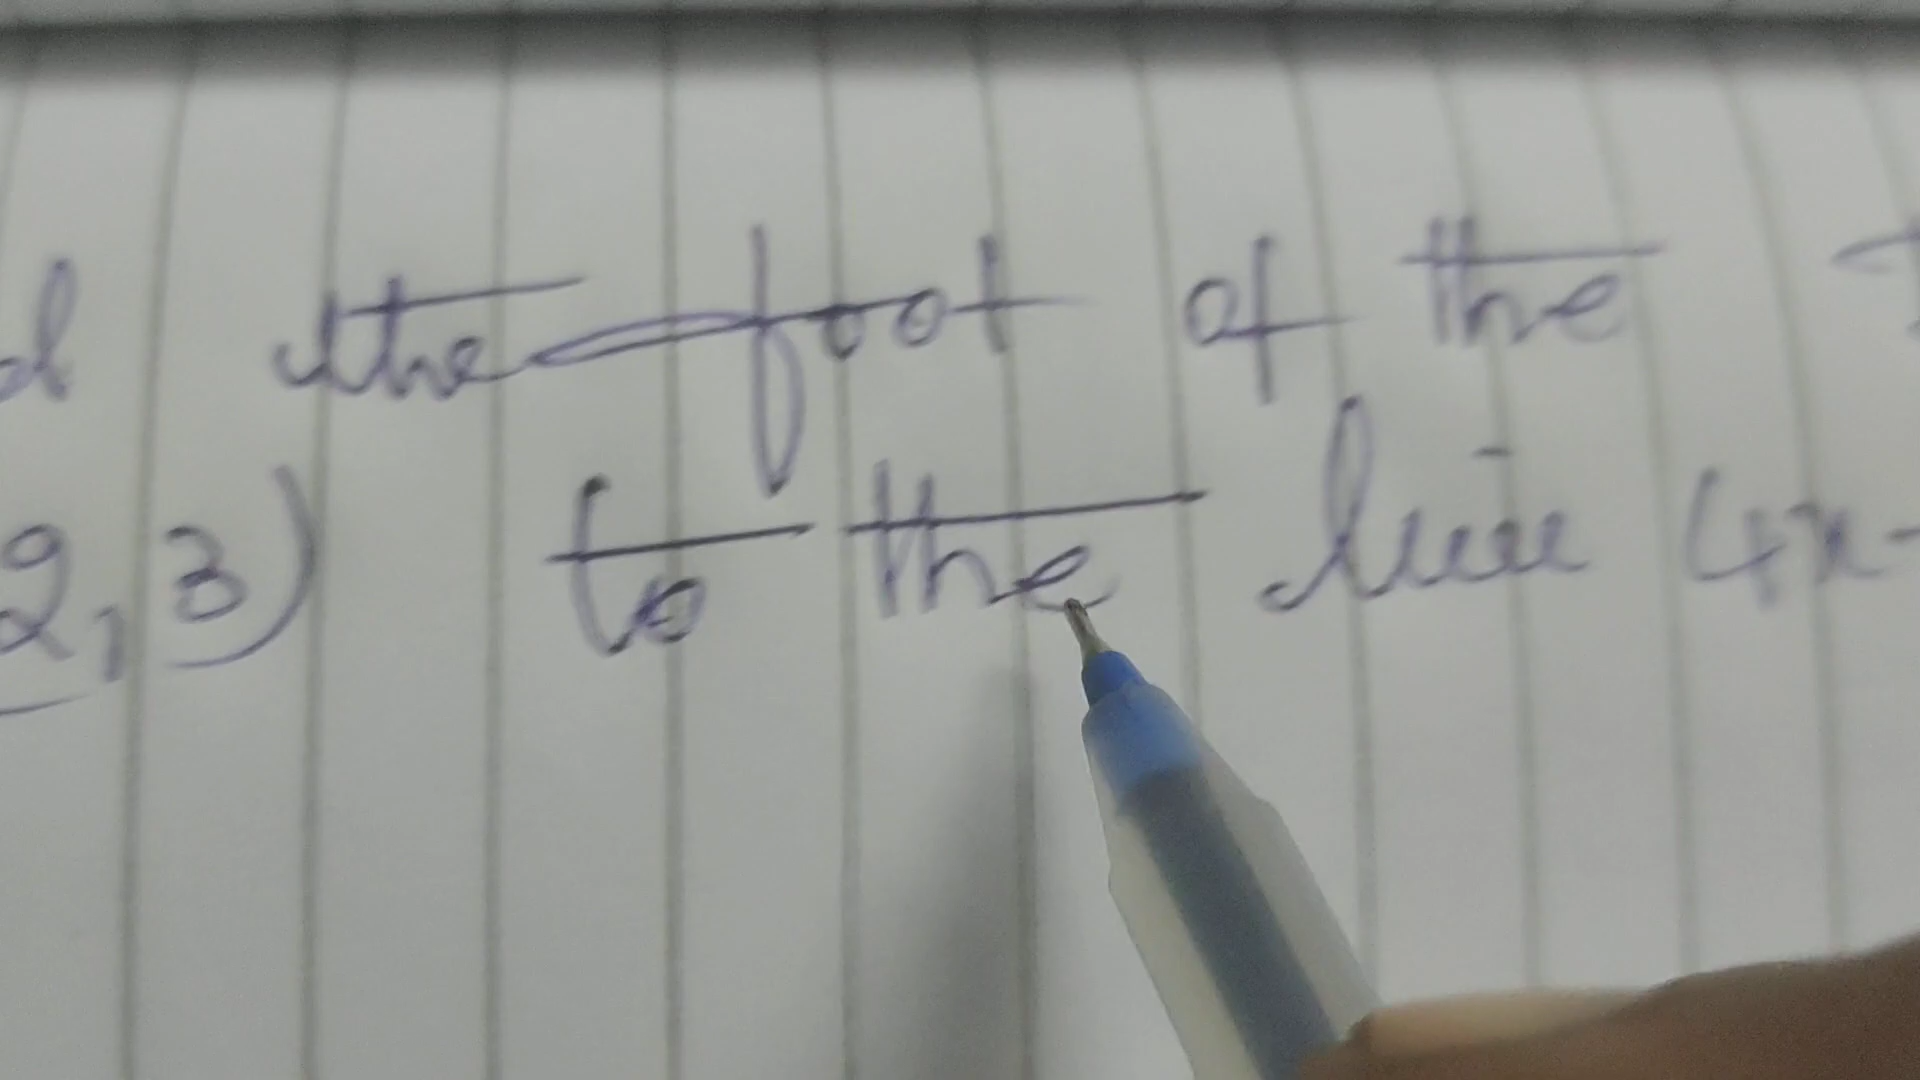 d the foot of the
2,3) to the line 4x-